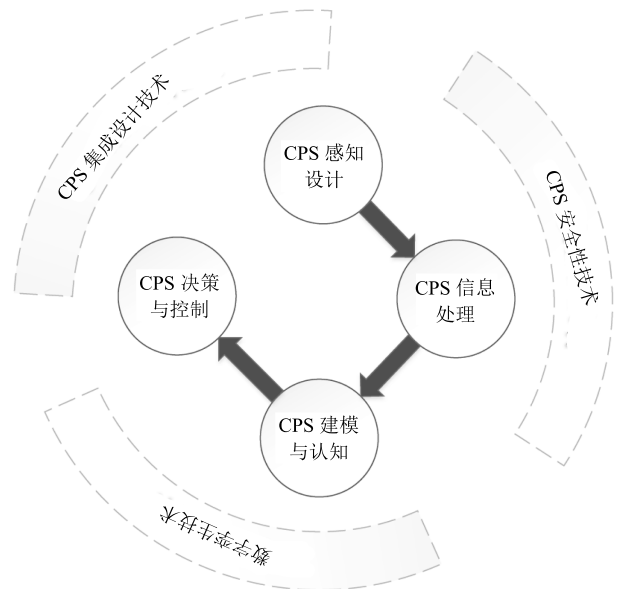 CPS 集成设计技术
CPS 感知
设计
CPS 安全性技术
CPS 决策
与控制
CPS 信息
处理
CPS 建模
与认知
数字孪生技术